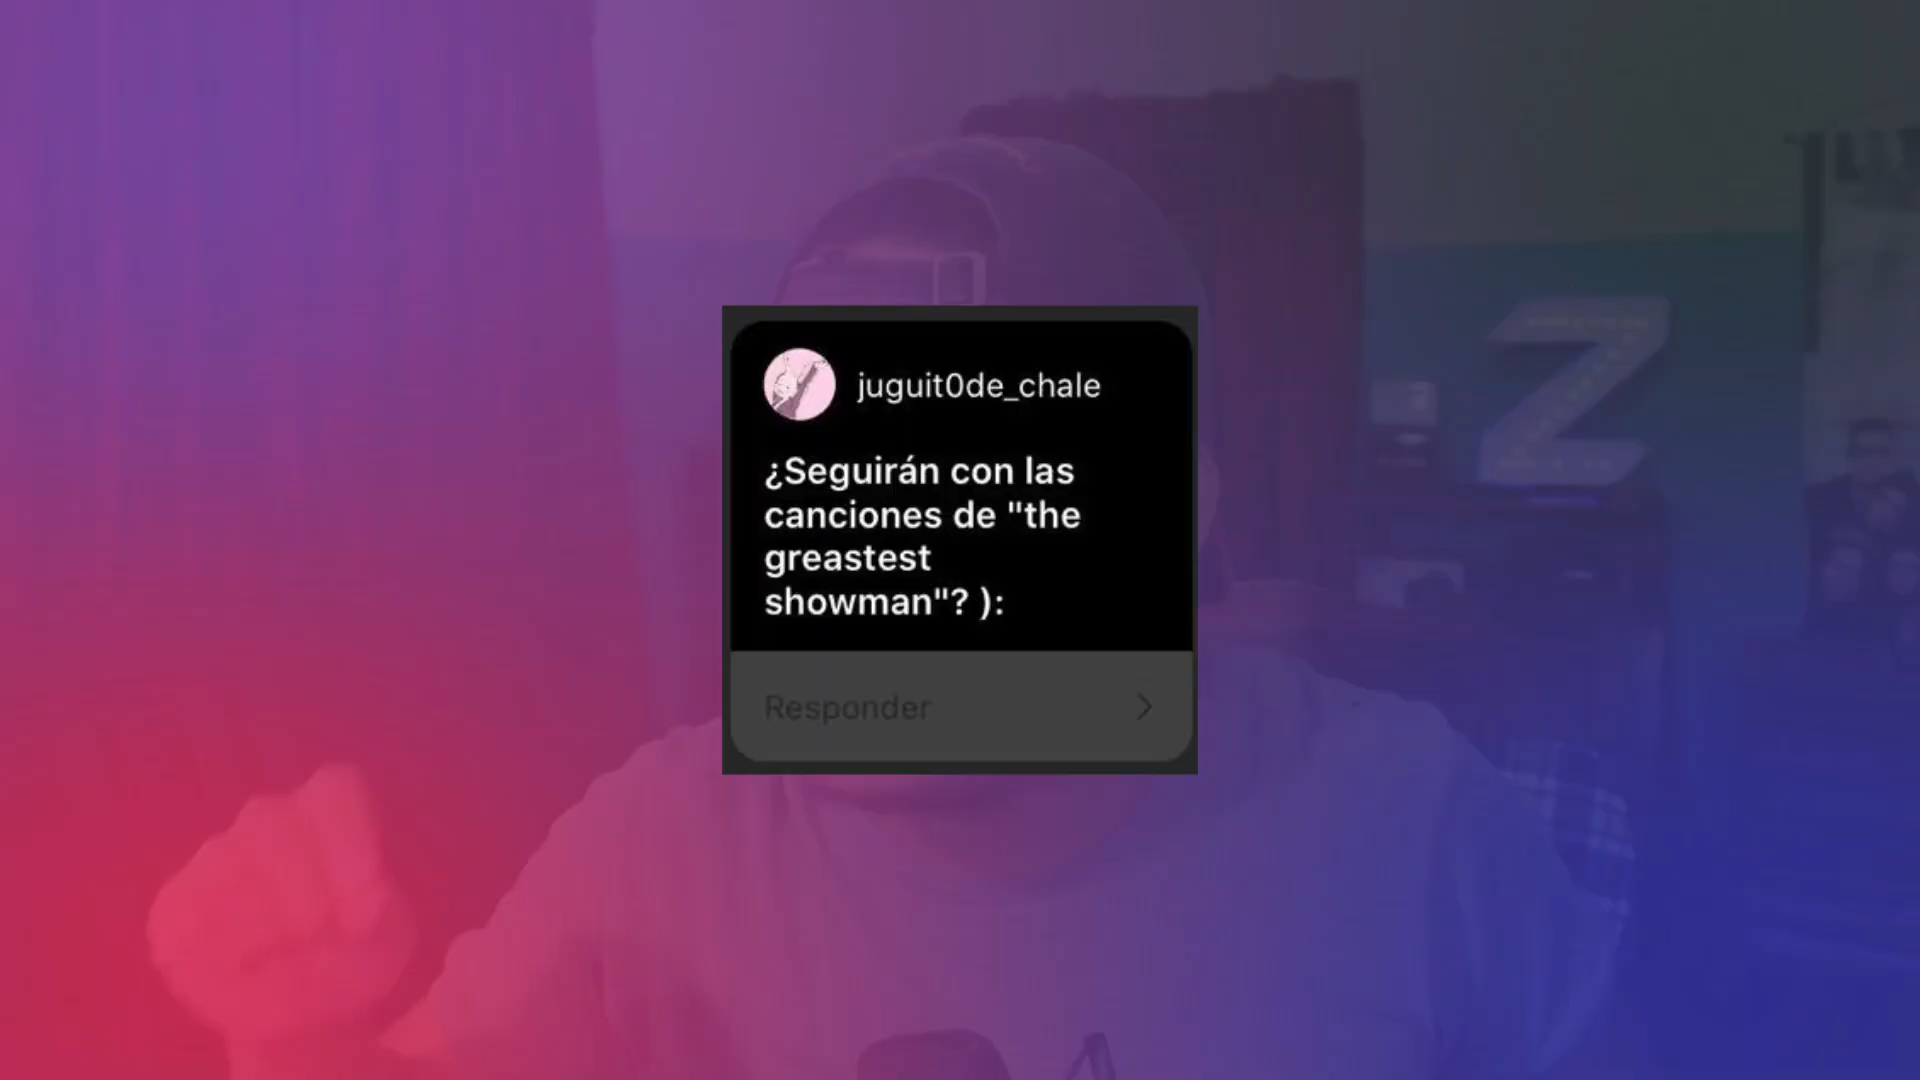 juguit0de_chale
¿Seguirán con las
canciones de "the
greastest
showman"? ):
Responder
Z